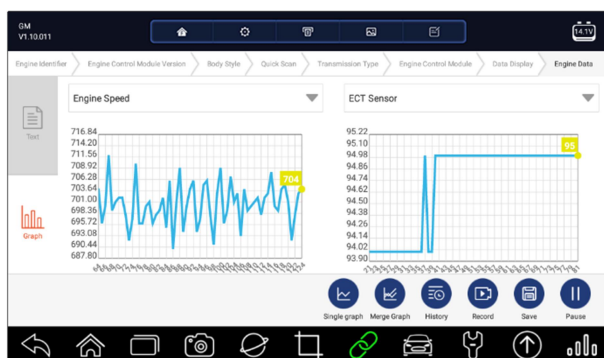 GM
V1.10.011
14.1V
Engine Identifier
Engine Control Module Version
Body Style
Quick Scan
Transmission Type
Engine Control Module
Data Display
Engine Data
Text
Graph
Engine Speed
716.84
714.20
711.56
708.92
706.28
703.64
701.00
698.36
695.72
693.08
690.44
687.80
704
ECT Sensor
95.22
95.10
94.98
94.86
94.74
94.62
94.50
94.38
94.26
94.14
94.02
93.90
95
Single graph
Merge Graph
History
Record
Save
Pause